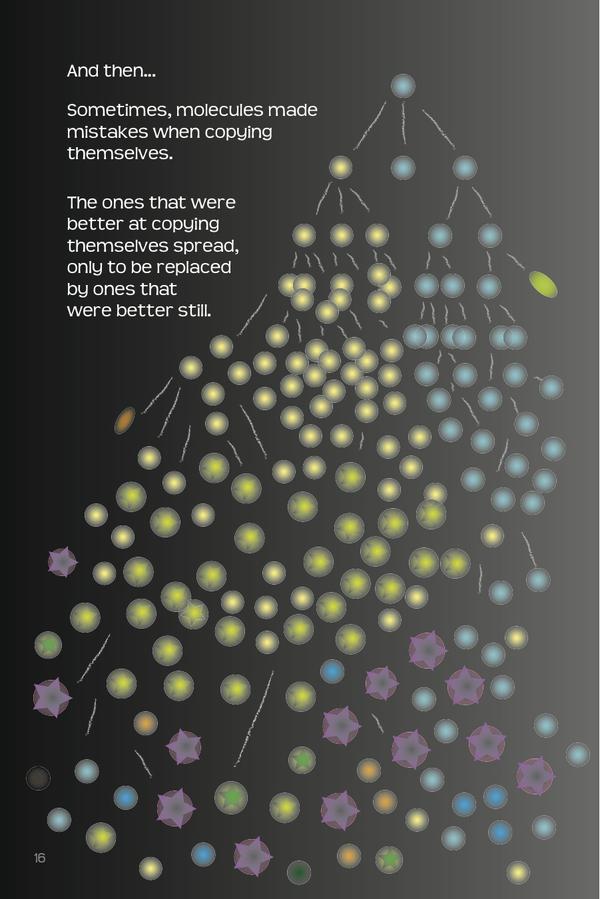 And then...
Sometimes, molecules made
mistakes when copying
themselves.
The ones that were
better at copying
themselves spread,
only to be replaced
by ones that
were better still.
16